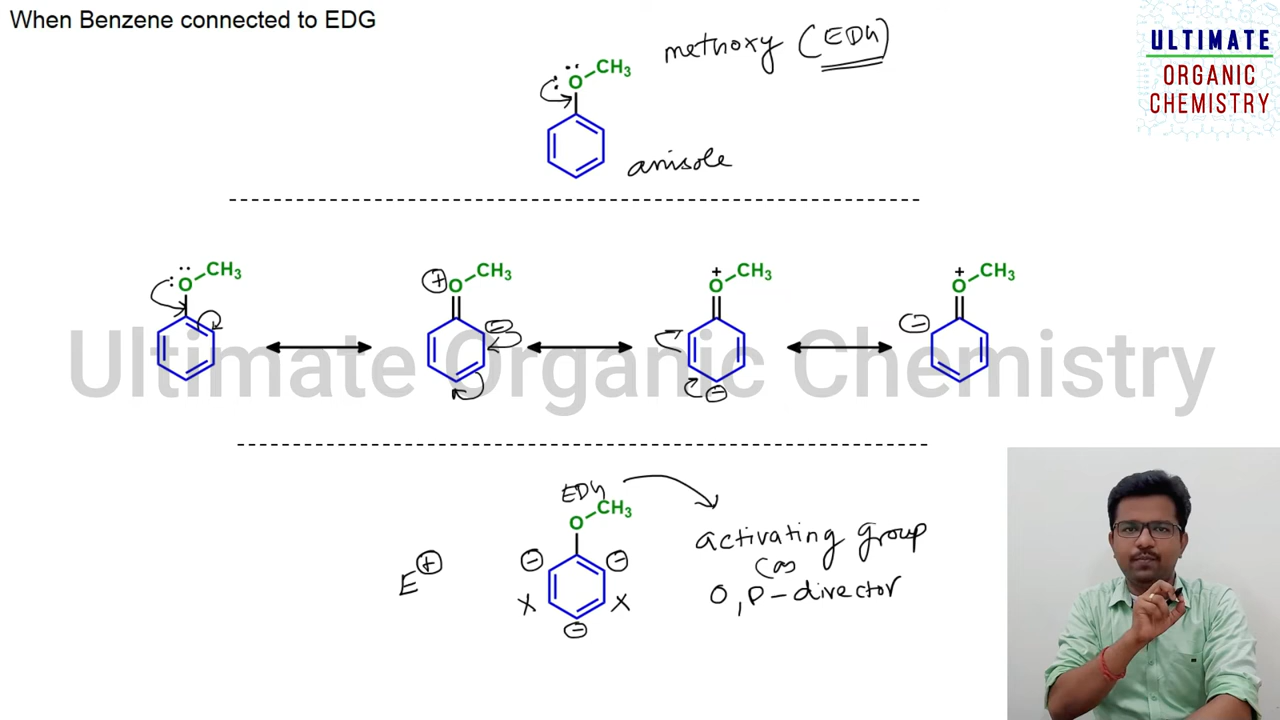 When Benzene connected to EDG
ULTIMATE
ORGANIC
CHEMISTRY
methoxy (EDG)
O CH3
anisole
O CH3
+ O CH3
−
+
O CH3
−
+
O CH3
−
Ultimate Organic Chemistry
EDG
O CH3
E+
− −
X X
−
activating group
(or)
O, P-director